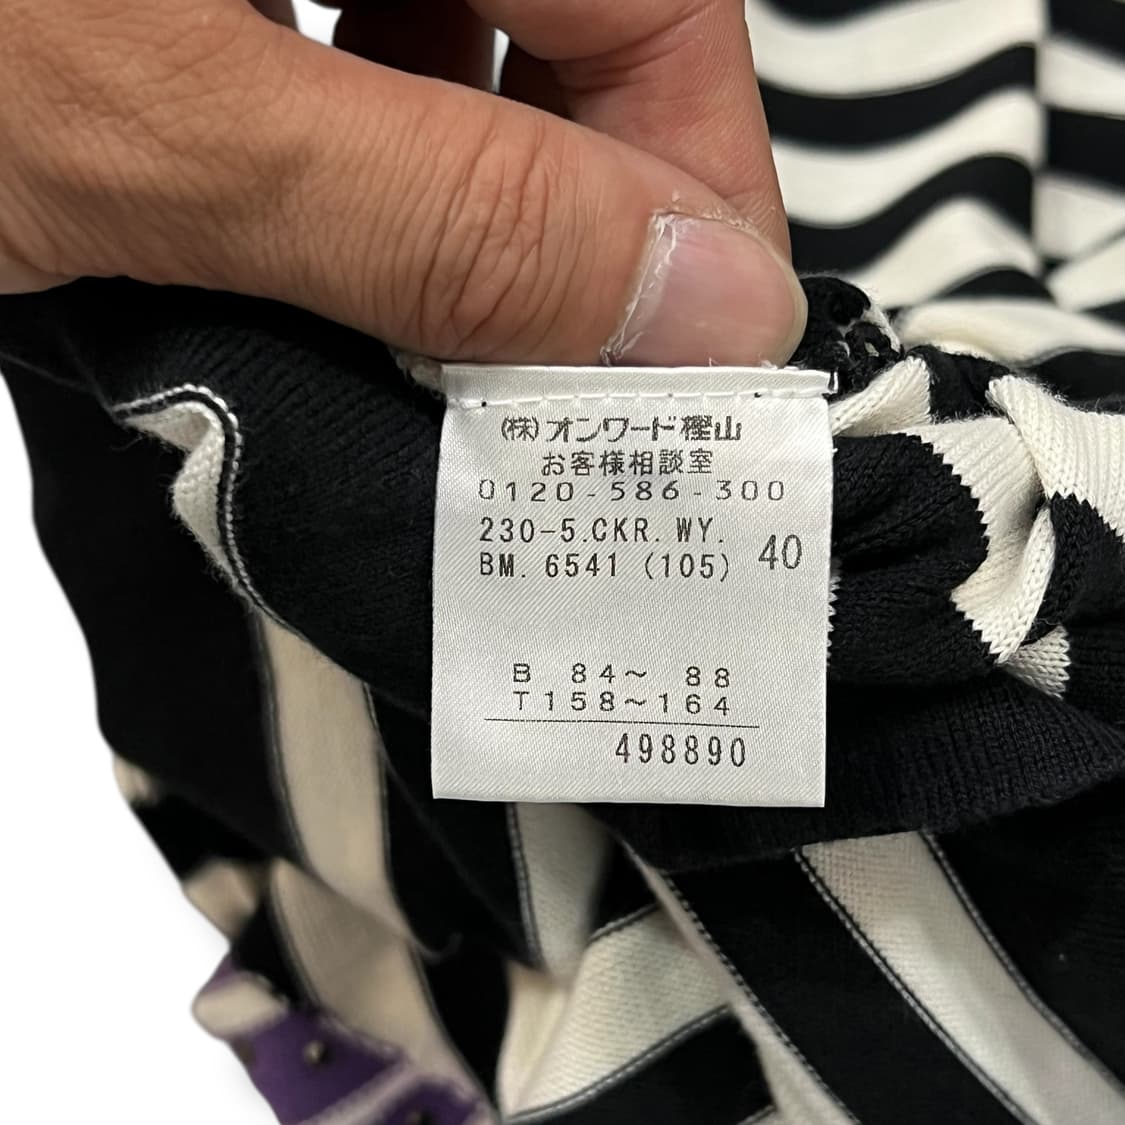 (株)オンワード樫山
お客様相談室
0120-586-300
230-5.CKR.WY.
BM.6541 (105) 40
B 84~ 88
T158~164
498890